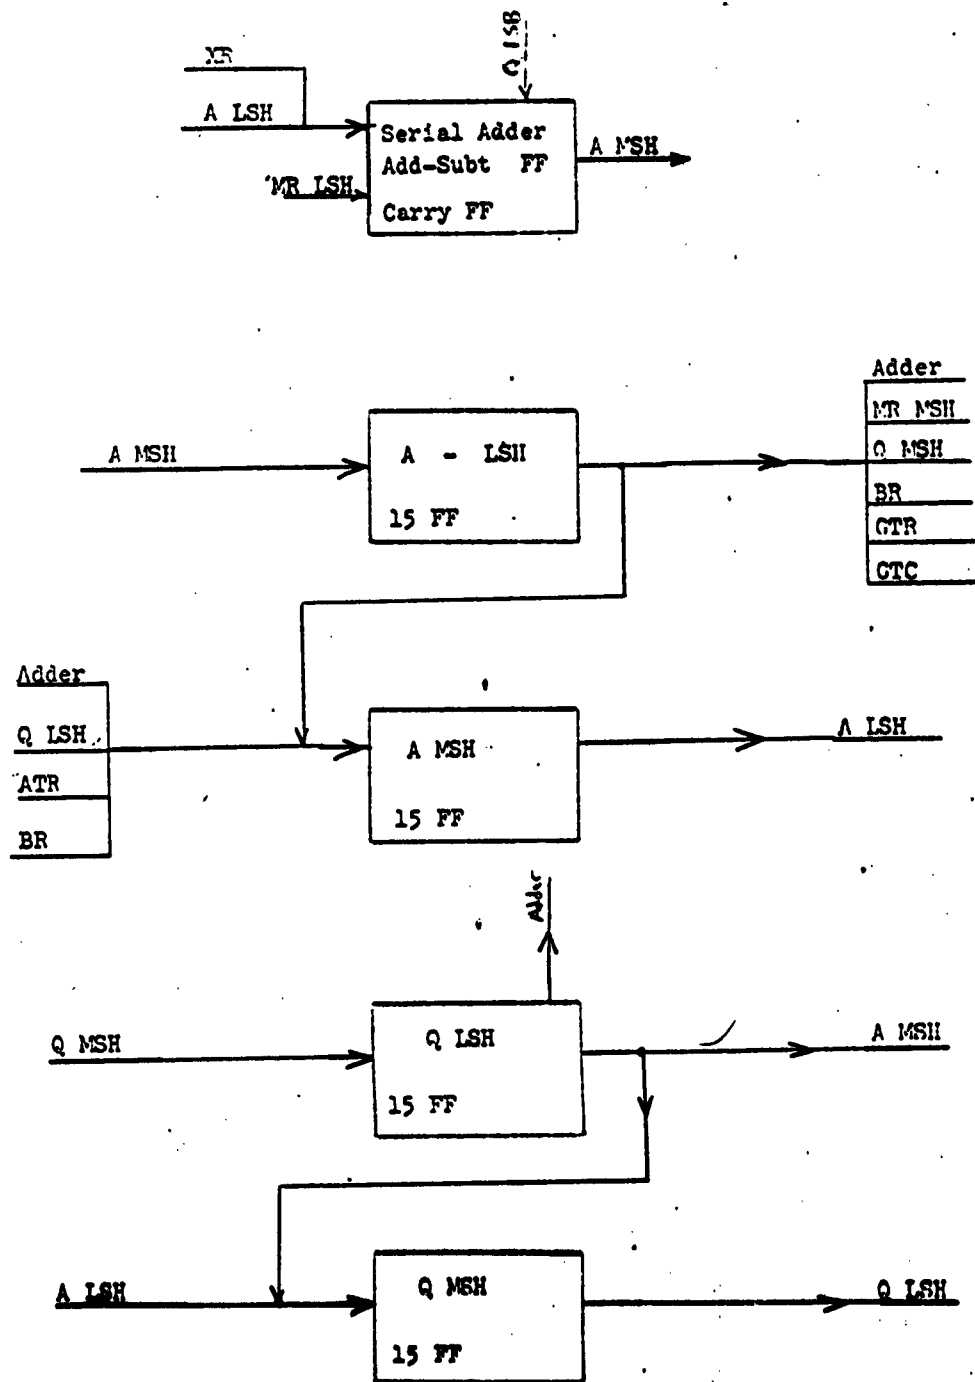 Q LSB
MR
A LSH
Serial Adder
Add-Subt FF
A MSH
MR LSH
Carry FF
Adder
MR MSH
A MSH
A - LSH
Q MSH
BR
15 FF
GTR
GTC
Adder
Q LSH
A MSH
A LSH
ATR
15 FF
BR
Adder
Q MSH
Q LSH
A MSH
15 FF
A LSH
Q MSH
Q LSH
15 FF